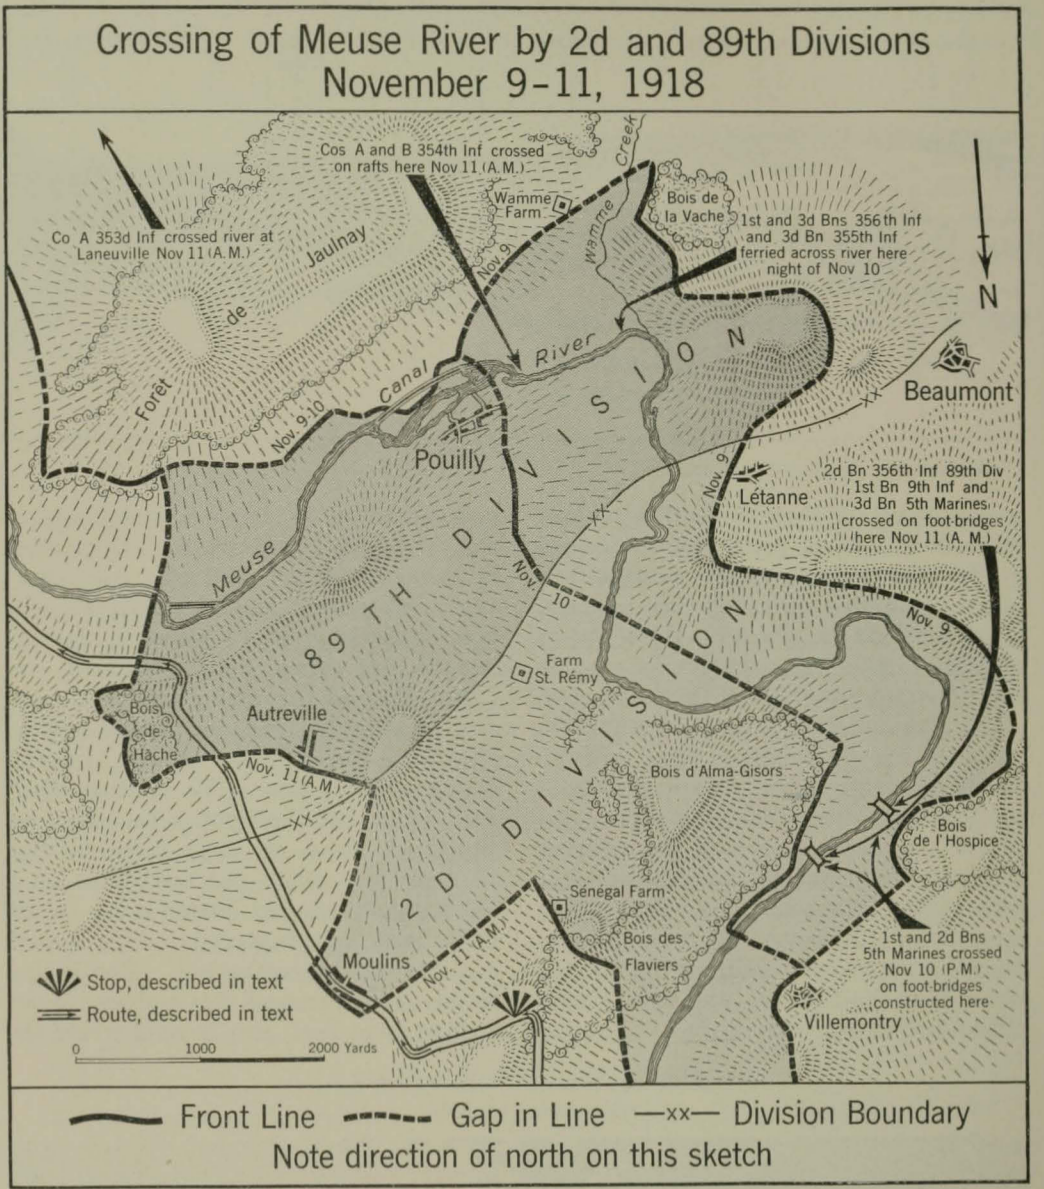 Crossing of Meuse River by 2d and 89th Divisions
November 9-11, 1918
Cos A and B 354th Inf crossed
on rafts here Nov 11 (A.M.)
Wamme Creek
Wamme
Farm
Bois de
la Vache
1st and 3d Bns 356th Inf
and 3d Bn 355th Inf
ferried across river here
night of Nov 10
Co A 353d Inf crossed river at
Laneuville Nov 11 (A.M.)
N
Forêt de Jaulnay
Nov. 9
Canal
River
Nov. 9-10
Pouilly
Beaumont
XX
Nov. 9
Létanne
2d Bn 356th Inf 89th Div
1st Bn 9th Inf and
3d Bn 5th Marines
crossed on foot-bridges
here Nov 11 (A. M.)
XX
Meuse
89TH DIVISION
Nov. 10
Nov. 9
Farm
St. Rémy
Bois
de
Hâche
Autreville
Nov. 11 (A.M.)
XX
Bois d'Alma-Gisors
2D DIVISION
Bois
de l'Hospice
Sénégal Farm
Bois des
Flaviers
Moulins
Nov. 11 (A.M.)
1st and 2d Bns
5th Marines crossed
Nov 10 (P.M.)
on foot-bridges
constructed here
Villemontry
Stop, described in text
Route, described in text
0 1000 2000 Yards
Front Line Gap in Line —xx— Division Boundary
Note direction of north on this sketch